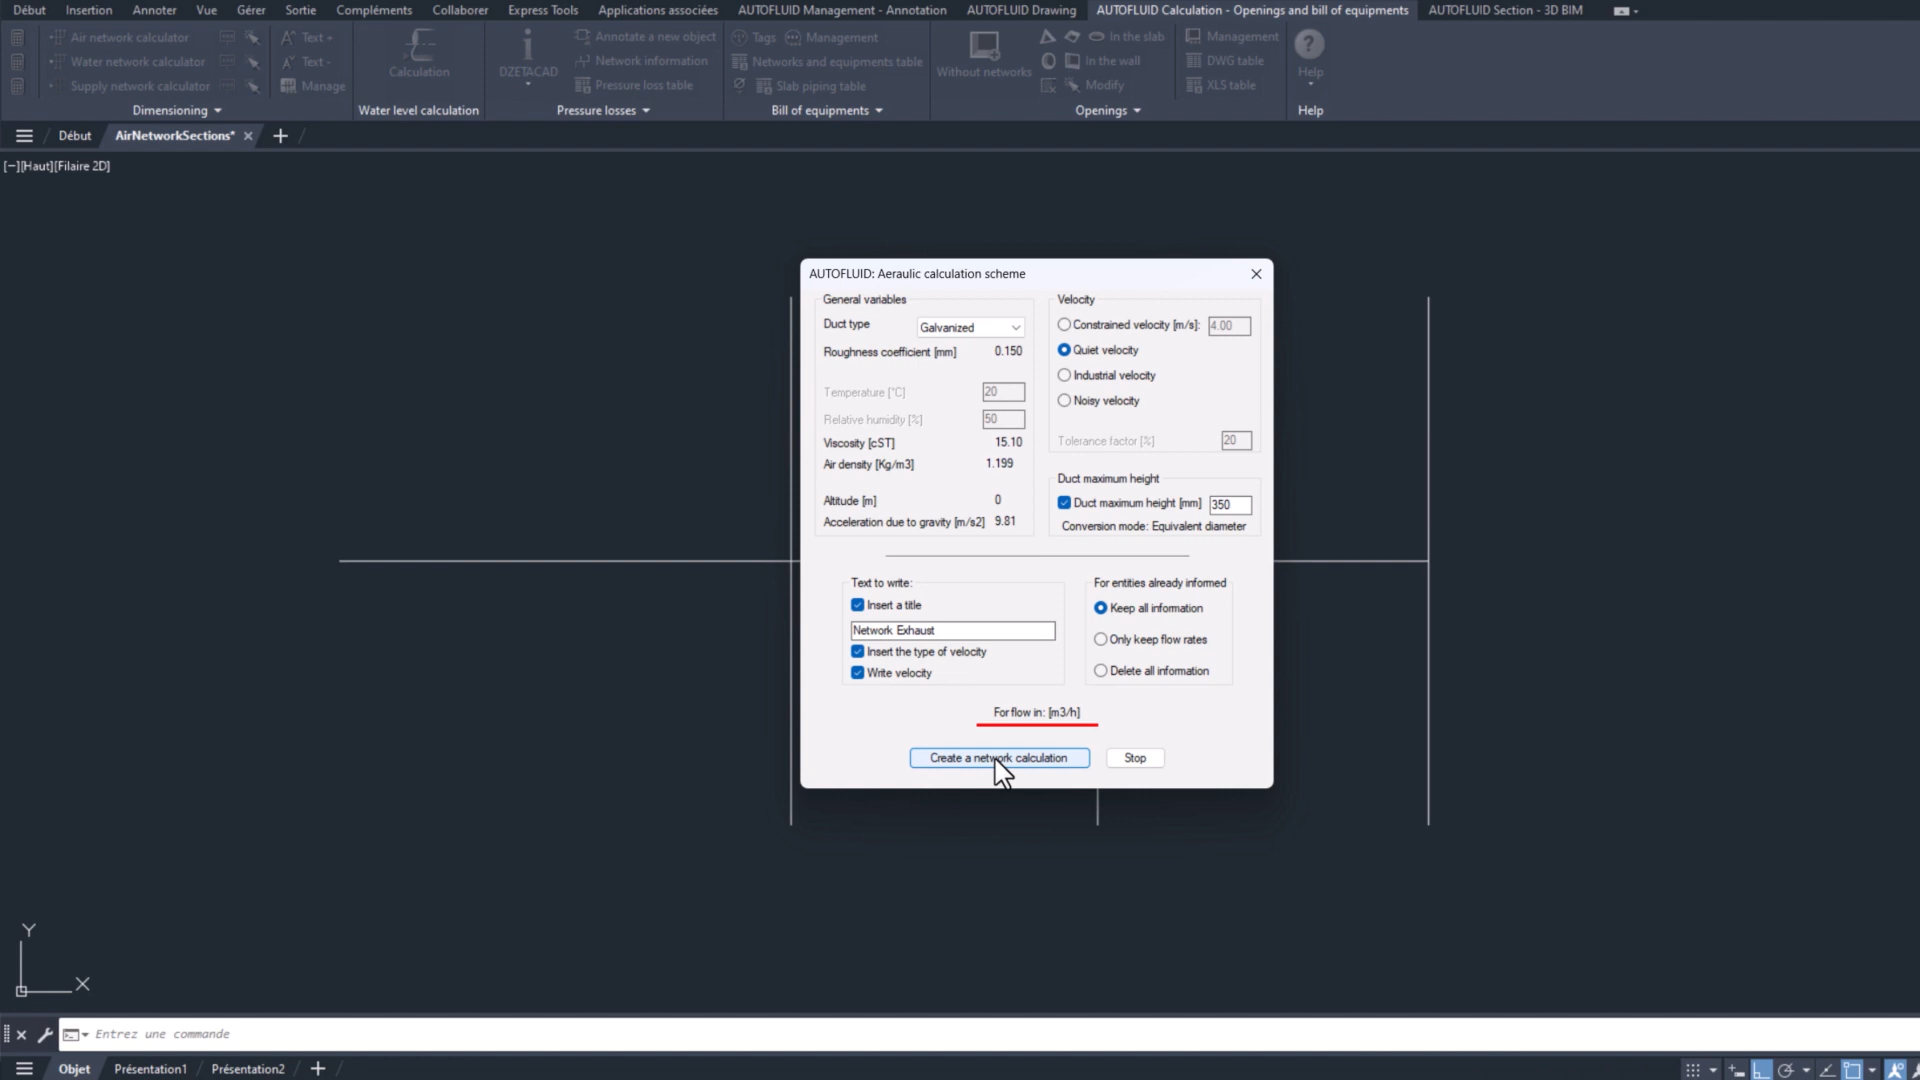 Début Insertion Annoter Vue Gérer Sortie Compléments Collaborer Express Tools Applications associées AUTOFLUID Management - Annotation AUTOFLUID Drawing AUTOFLUID Calculation - Openings and bill of equipments AUTOFLUID Section - 3D BIM
Air network calculator
Water network calculator
Supply network calculator
Text +
Text -
Manage
Dimensioning
Calculation
Water level calculation
DZETACAD
Annotate a new object
Network information
Pressure loss table
Pressure losses
Tags Management
Networks and equipments table
Slab piping table
Bill of equipments
Without networks
In the slab
In the wall
Modify
Management
DWG table
XLS table
Openings
?
Help
Help
Début AirNetworkSections*
[−][Haut][Filaire 2D]
AUTOFLUID: Aeraulic calculation scheme
General variables
Duct type Galvanized
Roughness coefficient [mm] 0.150
Temperature [°C] 20
Relative humidity [%] 50
Viscosity [cST] 15.10
Air density [Kg/m3] 1.199
Altitude [m] 0
Acceleration due to gravity [m/s2] 9.81
Velocity
Constrained velocity [m/s]: 4.00
Quiet velocity
Industrial velocity
Noisy velocity
Tolerance factor [%] 20
Duct maximum height
Duct maximum height [mm] 350
Conversion mode: Equivalent diameter
Text to write:
Insert a title
Network Exhaust
Insert the type of velocity
Write velocity
For entities already informed
Keep all information
Only keep flow rates
Delete all information
For flow in: [m3/h]
Create a network calculation Stop
Y
X
Entrez une commande
Objet Présentation1 Présentation2